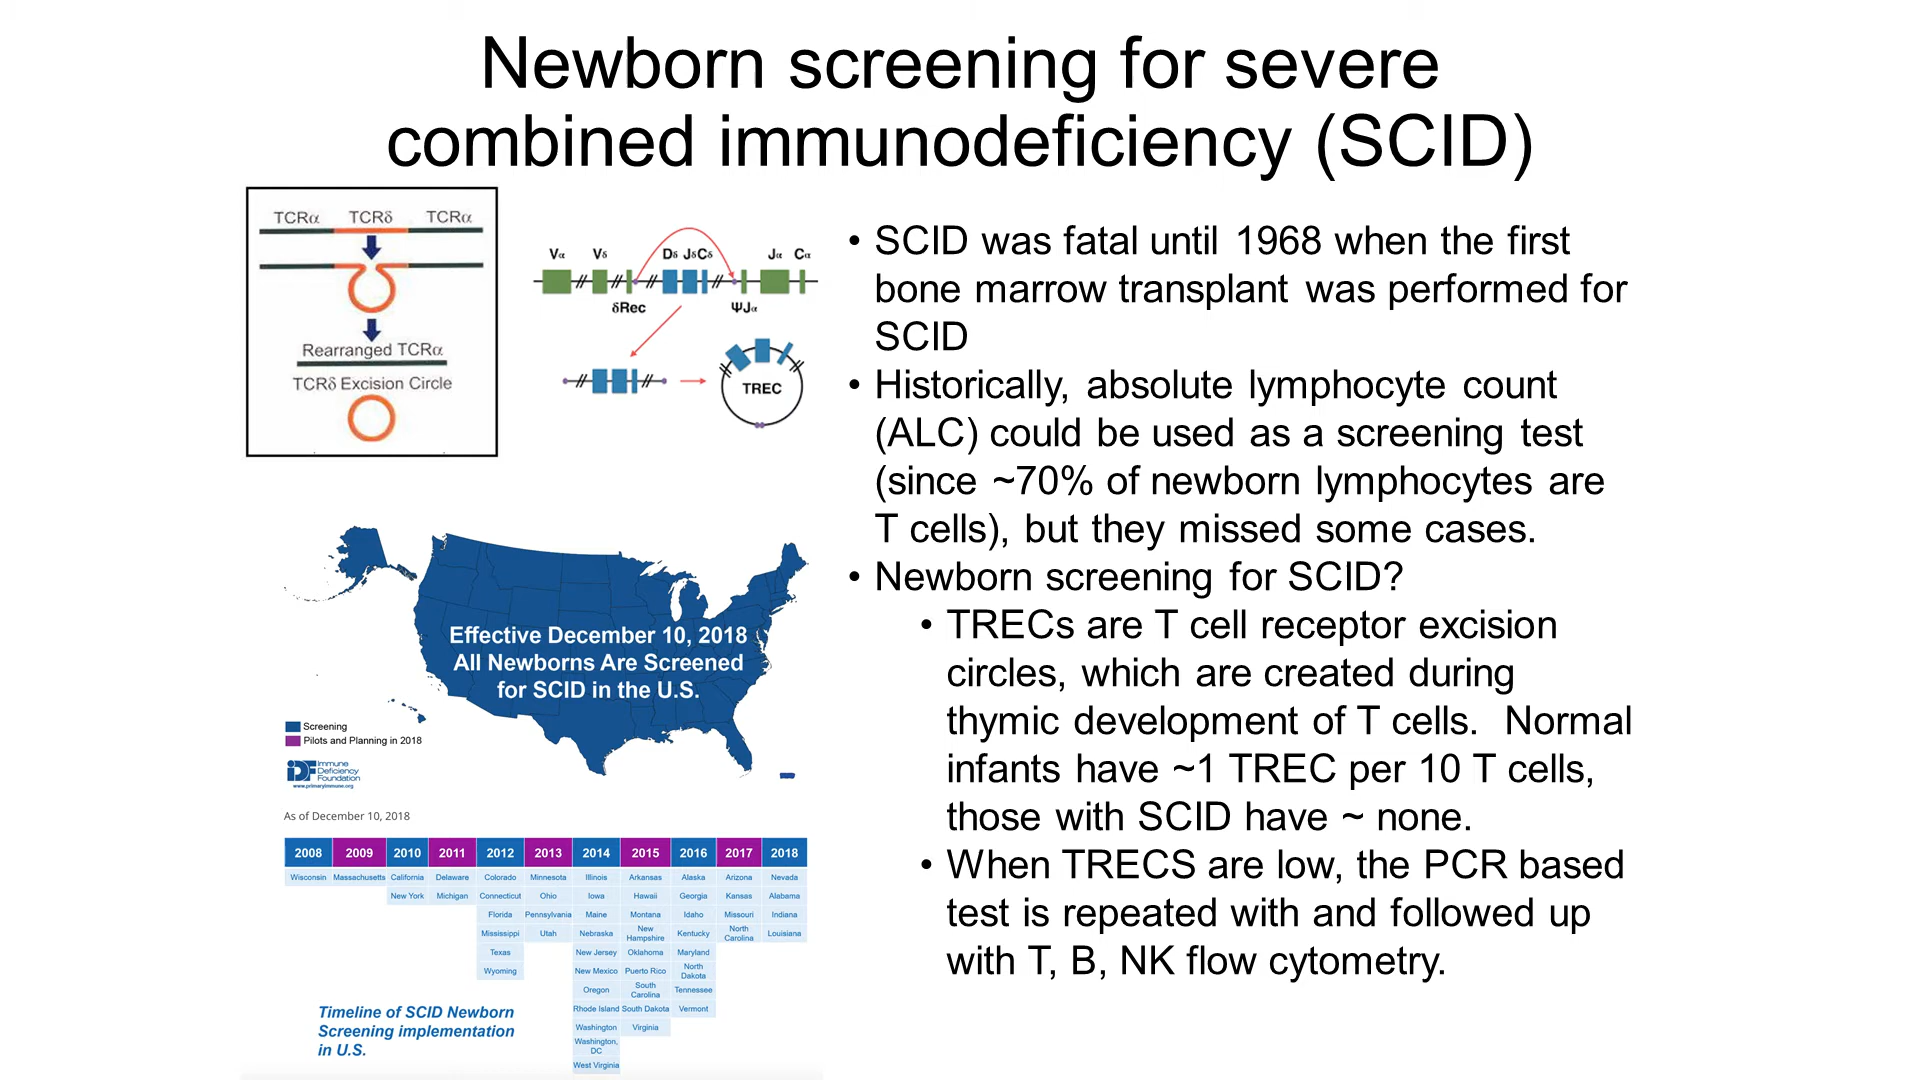 Newborn screening for severe
combined immunodeficiency (SCID)
TCRα TCRδ TCRα
Rearranged TCRα
TCRδ Excision Circle
Vα Vδ Dδ JδCδ Jα Cα
δRec ΨJα
TREC
• SCID was fatal until 1968 when the first
bone marrow transplant was performed for
SCID
• Historically, absolute lymphocyte count
(ALC) could be used as a screening test
(since ~70% of newborn lymphocytes are
T cells), but they missed some cases.
• Newborn screening for SCID?
• TRECs are T cell receptor excision
circles, which are created during
thymic development of T cells. Normal
infants have ~1 TREC per 10 T cells,
those with SCID have ~ none.
• When TRECS are low, the PCR based
test is repeated with and followed up
with T, B, NK flow cytometry.
Effective December 10, 2018
All Newborns Are Screened
for SCID in the U.S.
Screening
Pilots and Planning in 2018
IDF Immune
Deficiency
Foundation
www.primaryimmune.org
As of December 10, 2018
2008 2009 2010 2011 2012 2013 2014 2015 2016 2017 2018
Wisconsin Massachusetts California Delaware Colorado Minnesota Illinois Arkansas Alaska Arizona Nevada
New York Michigan Connecticut Ohio Iowa Hawaii Georgia Kansas Alabama
Florida Pennsylvania Maine Montana Idaho Missouri Indiana
Mississippi Utah Nebraska New Hampshire Kentucky North Carolina Louisiana
Texas New Jersey Oklahoma Maryland
Wyoming New Mexico Puerto Rico North Dakota
Oregon South Carolina Tennessee
Rhode Island South Dakota Vermont
Washington Virginia
Washington, DC
West Virginia
Timeline of SCID Newborn
Screening implementation
in U.S.